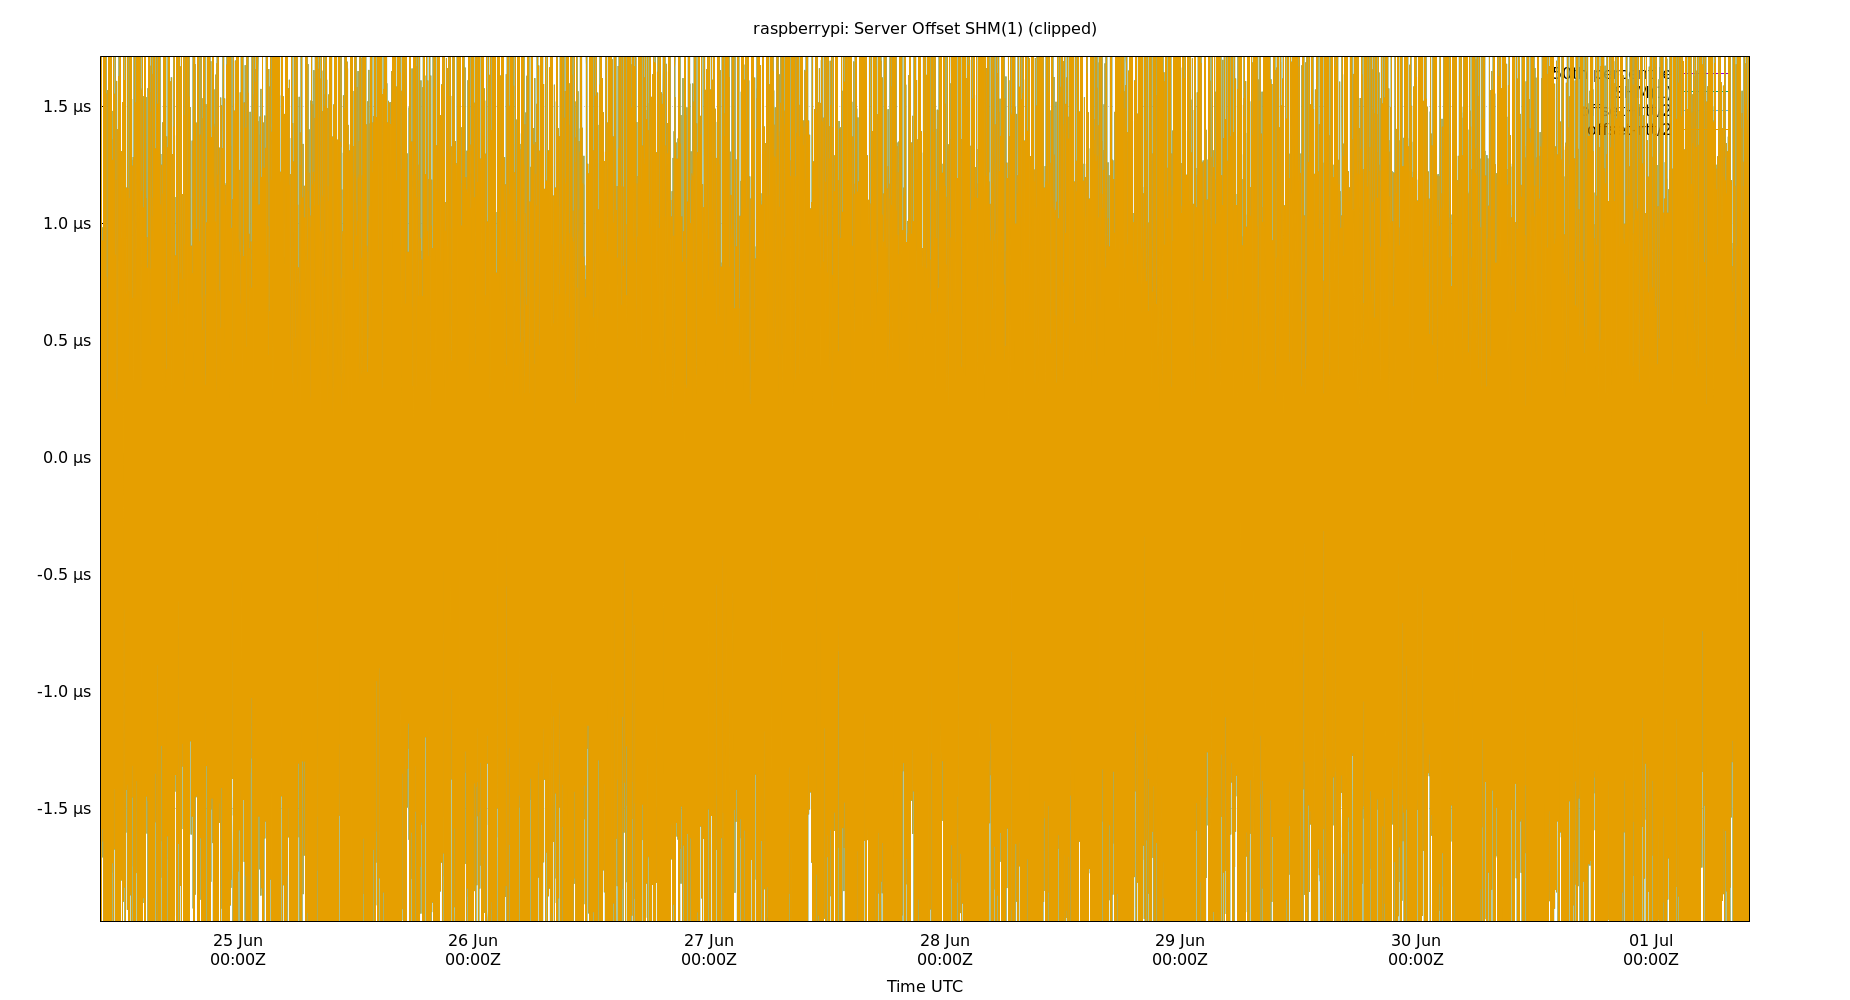 raspberrypi: Server Offset SHM(1) (clipped)
1.5 µs
1.0 µs
0.5 µs
0.0 µs
-0.5 µs
-1.0 µs
-1.5 µs
25 Jun
00:00Z
26 Jun
00:00Z
27 Jun
00:00Z
28 Jun
00:00Z
29 Jun
00:00Z
30 Jun
00:00Z
01 Jul
00:00Z
Time UTC